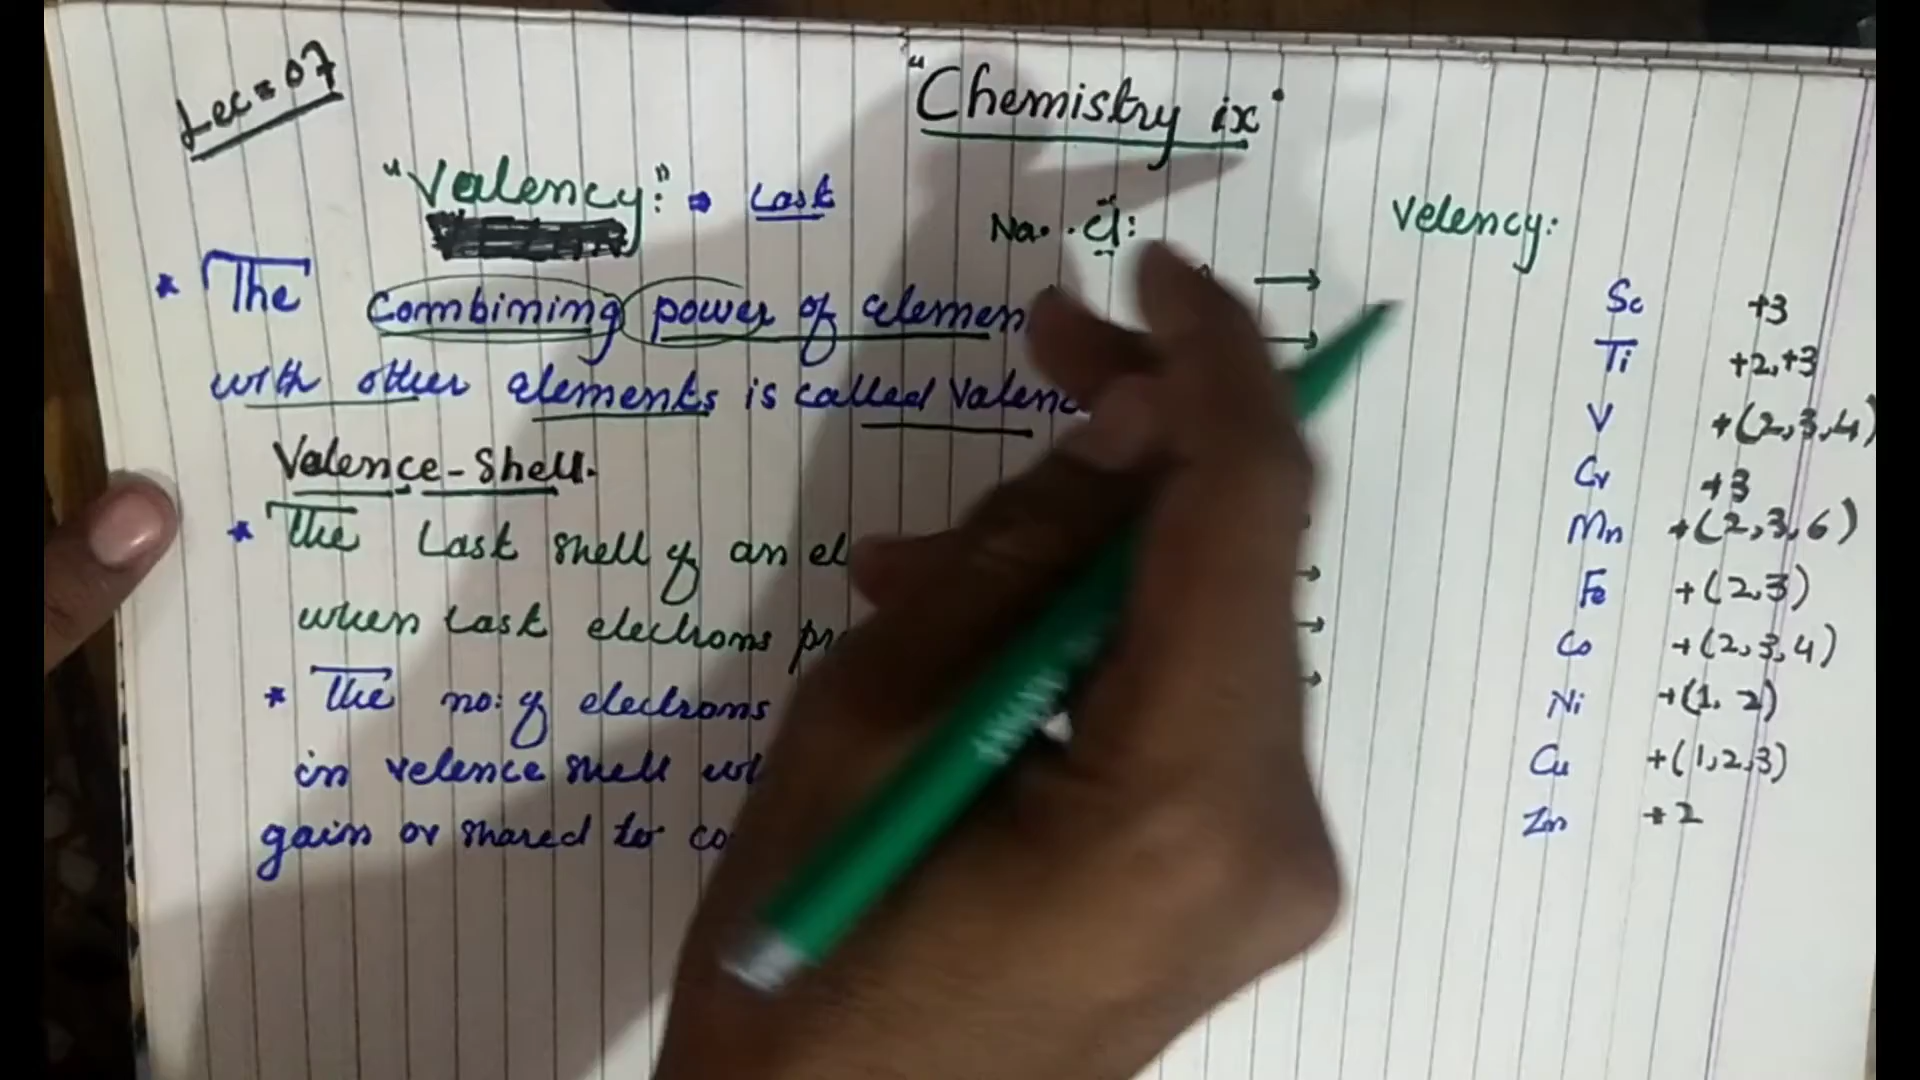 Lec = 07
"Chemistry ix"
"Valency:" ⇒ Last
Na. .Cl:
* The combining power of elemen
with other elements is called Valenc
Valence-Shell.
* The Last shell of an el
when Last electrons pr
* The no: of electrons
in velence shell wh
gain or shared to co
Velency:
Sc +3
Ti +2,+3
V +(2,3,4)
Cr +3
Mn +(2,3,6)
Fe +(2,3)
Co +(2,3,4)
Ni +(1, 2)
Cu +(1,2,3)
Zn +2